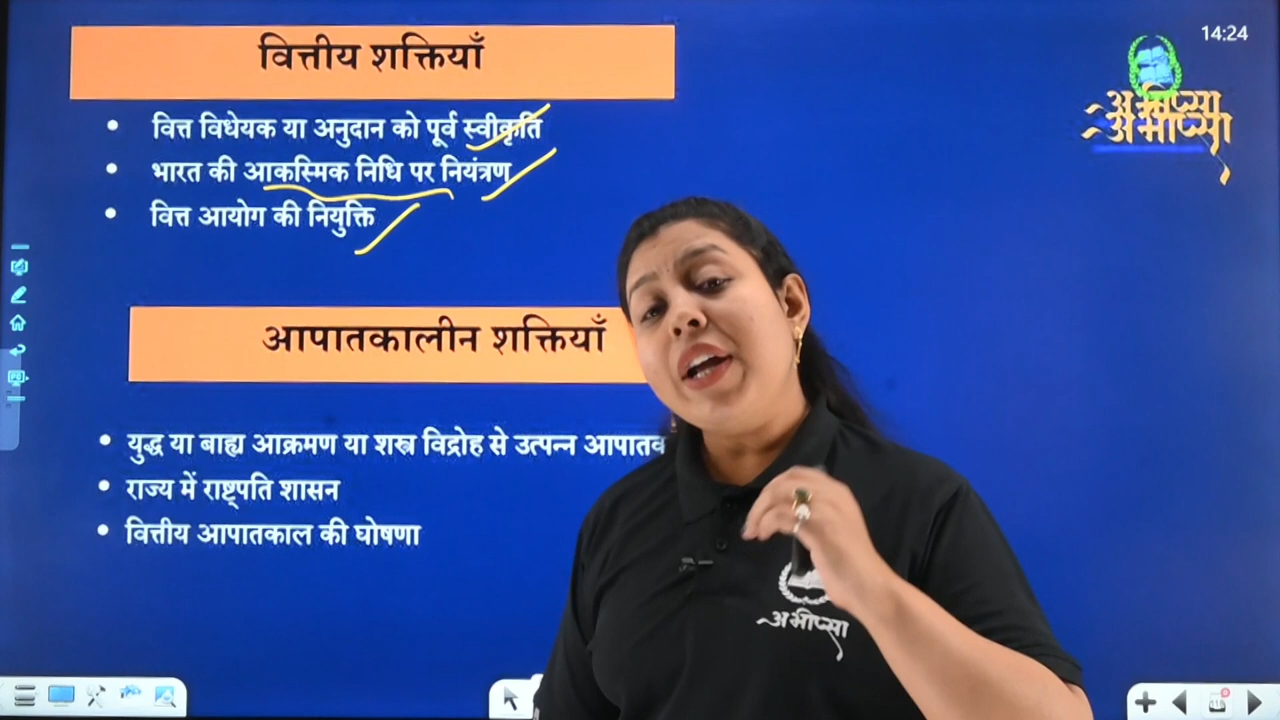 14:24
अभीप्सा
वित्तीय शक्तियाँ
• वित्त विधेयक या अनुदान को पूर्व स्वीकृति
• भारत की आकस्मिक निधि पर नियंत्रण
• वित्त आयोग की नियुक्ति
आपातकालीन शक्तियाँ
• युद्ध या बाह्य आक्रमण या शस्त्र विद्रोह से उत्पन्न
• राज्य में राष्ट्रपति शासन
• वित्तीय आपातकाल की घोषणा
अभीप्सा